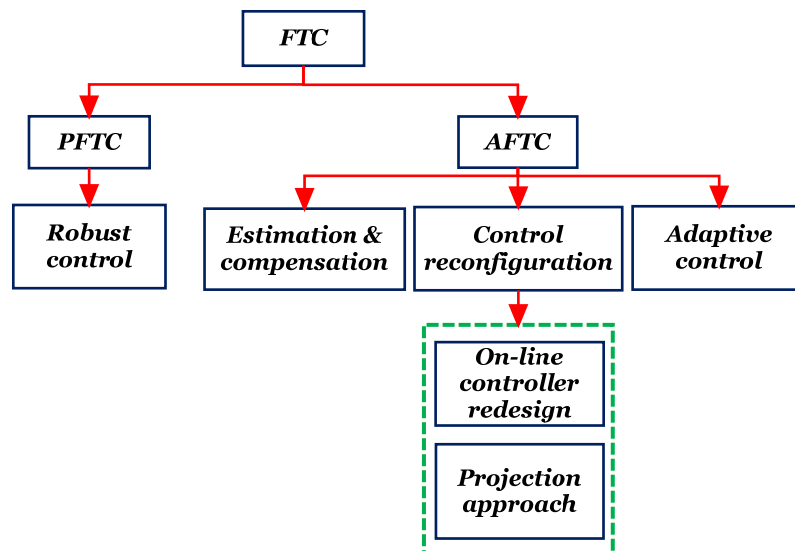 FTC
PFTC
AFTC
Robust
control
Estimation &
compensation
Control
reconfiguration
Adaptive
control
On-line
controller
redesign
Projection
approach